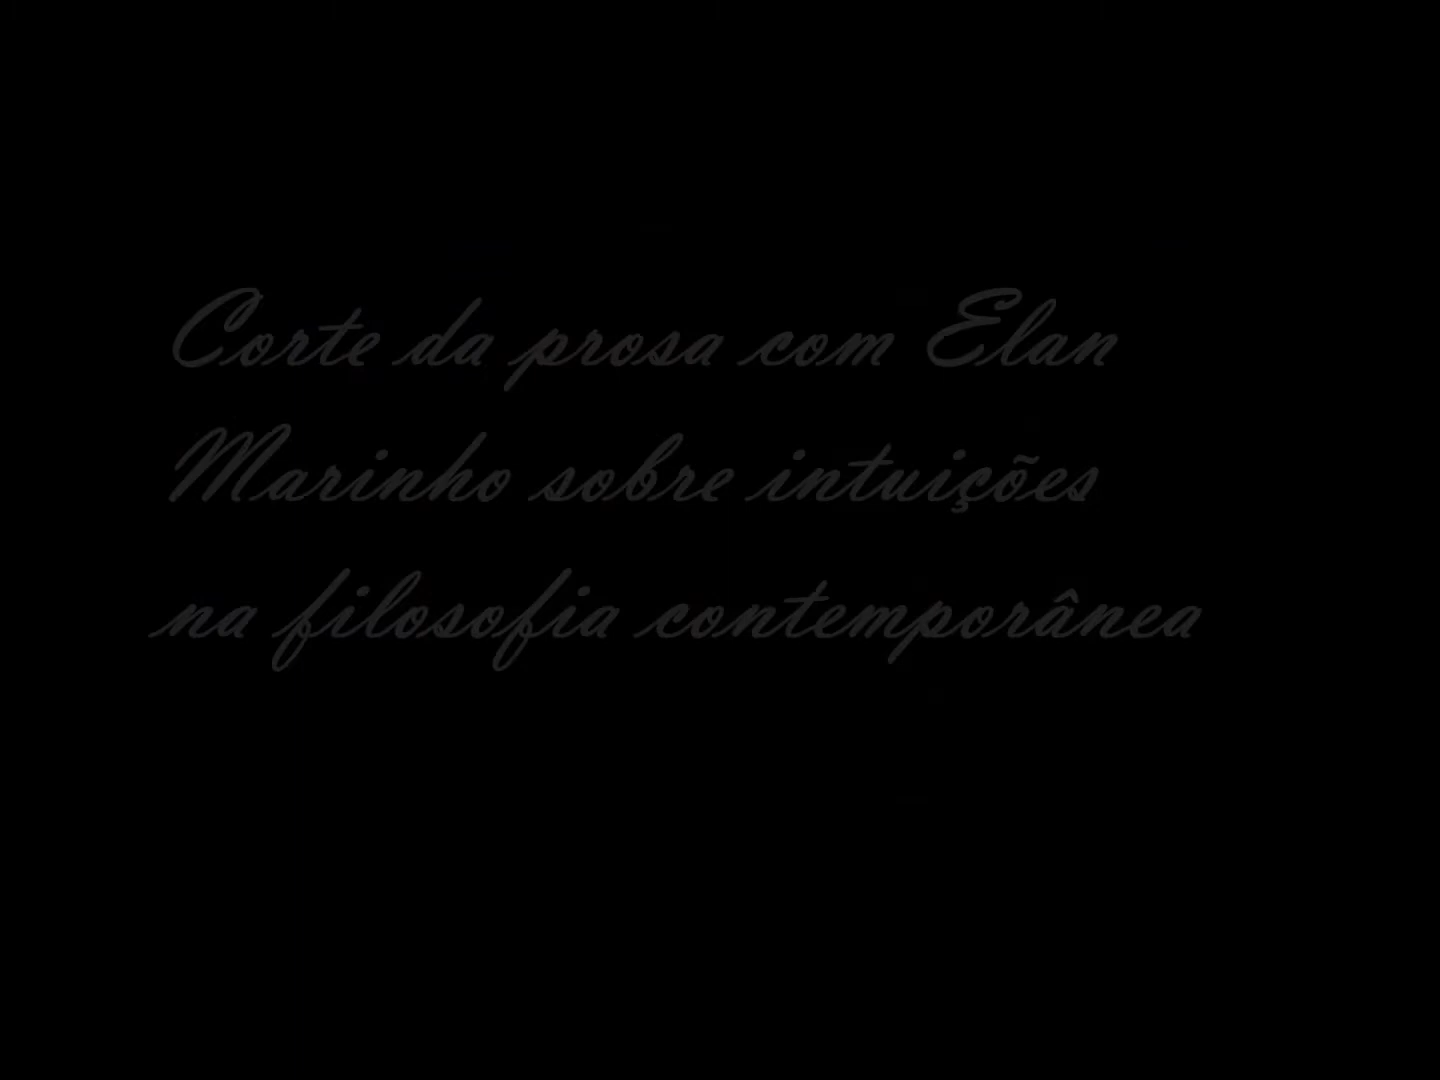 Corte da prosa com Elan
Marinho sobre intuições
na filosofia contemporânea